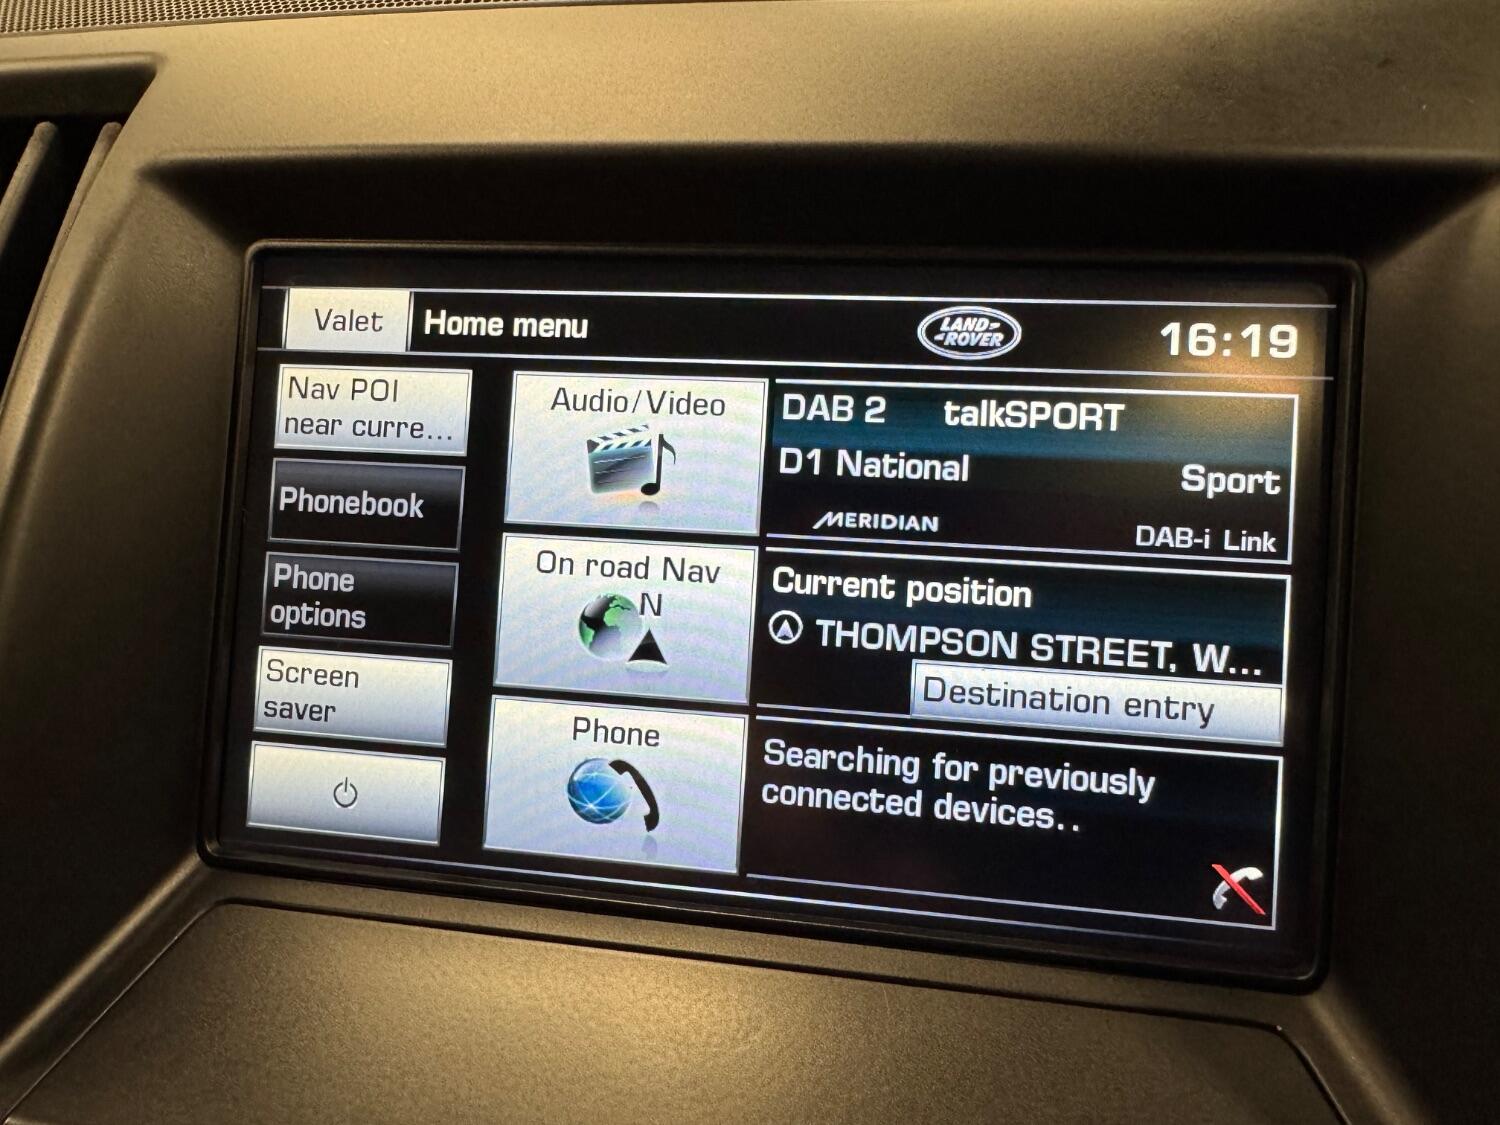 Valet
Home menu
LAND-
-ROVER
16:19
Nav POI
near curre...
Phonebook
Phone
options
Screen
saver
Audio/Video
On road Nav
N
Phone
DAB 2 talkSPORT
D1 National Sport
MERIDIAN DAB-i Link
Current position
THOMPSON STREET, W...
Destination entry
Searching for previously
connected devices..